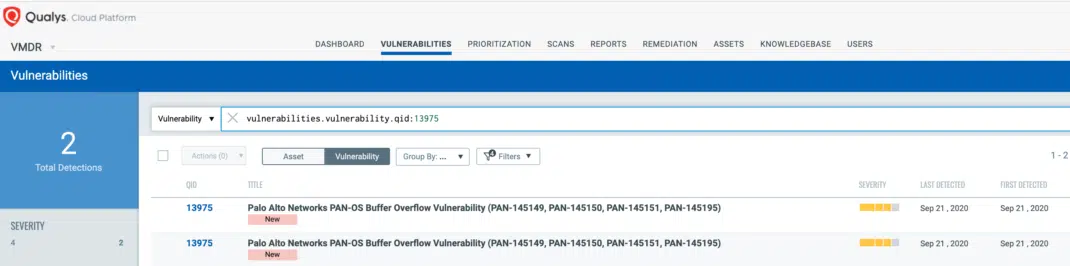 Qualys. Cloud Platform
VMDR
DASHBOARD VULNERABILITIES PRIORITIZATION SCANS REPORTS REMEDIATION ASSETS KNOWLEDGEBASE USERS
Vulnerabilities
2
Total Detections
Vulnerability vulnerabilities.vulnerability.qid:13975
Actions (0) Asset Vulnerability Group By: ... 4 Filters 1 - 2
QID TITLE SEVERITY LAST DETECTED FIRST DETECTED
13975 Palo Alto Networks PAN-OS Buffer Overflow Vulnerability (PAN-145149, PAN-145150, PAN-145151, PAN-145195) Sep 21 , 2020 Sep 21 , 2020
New
SEVERITY
4 2
13975 Palo Alto Networks PAN-OS Buffer Overflow Vulnerability (PAN-145149, PAN-145150, PAN-145151, PAN-145195) Sep 21 , 2020 Sep 21 , 2020
New